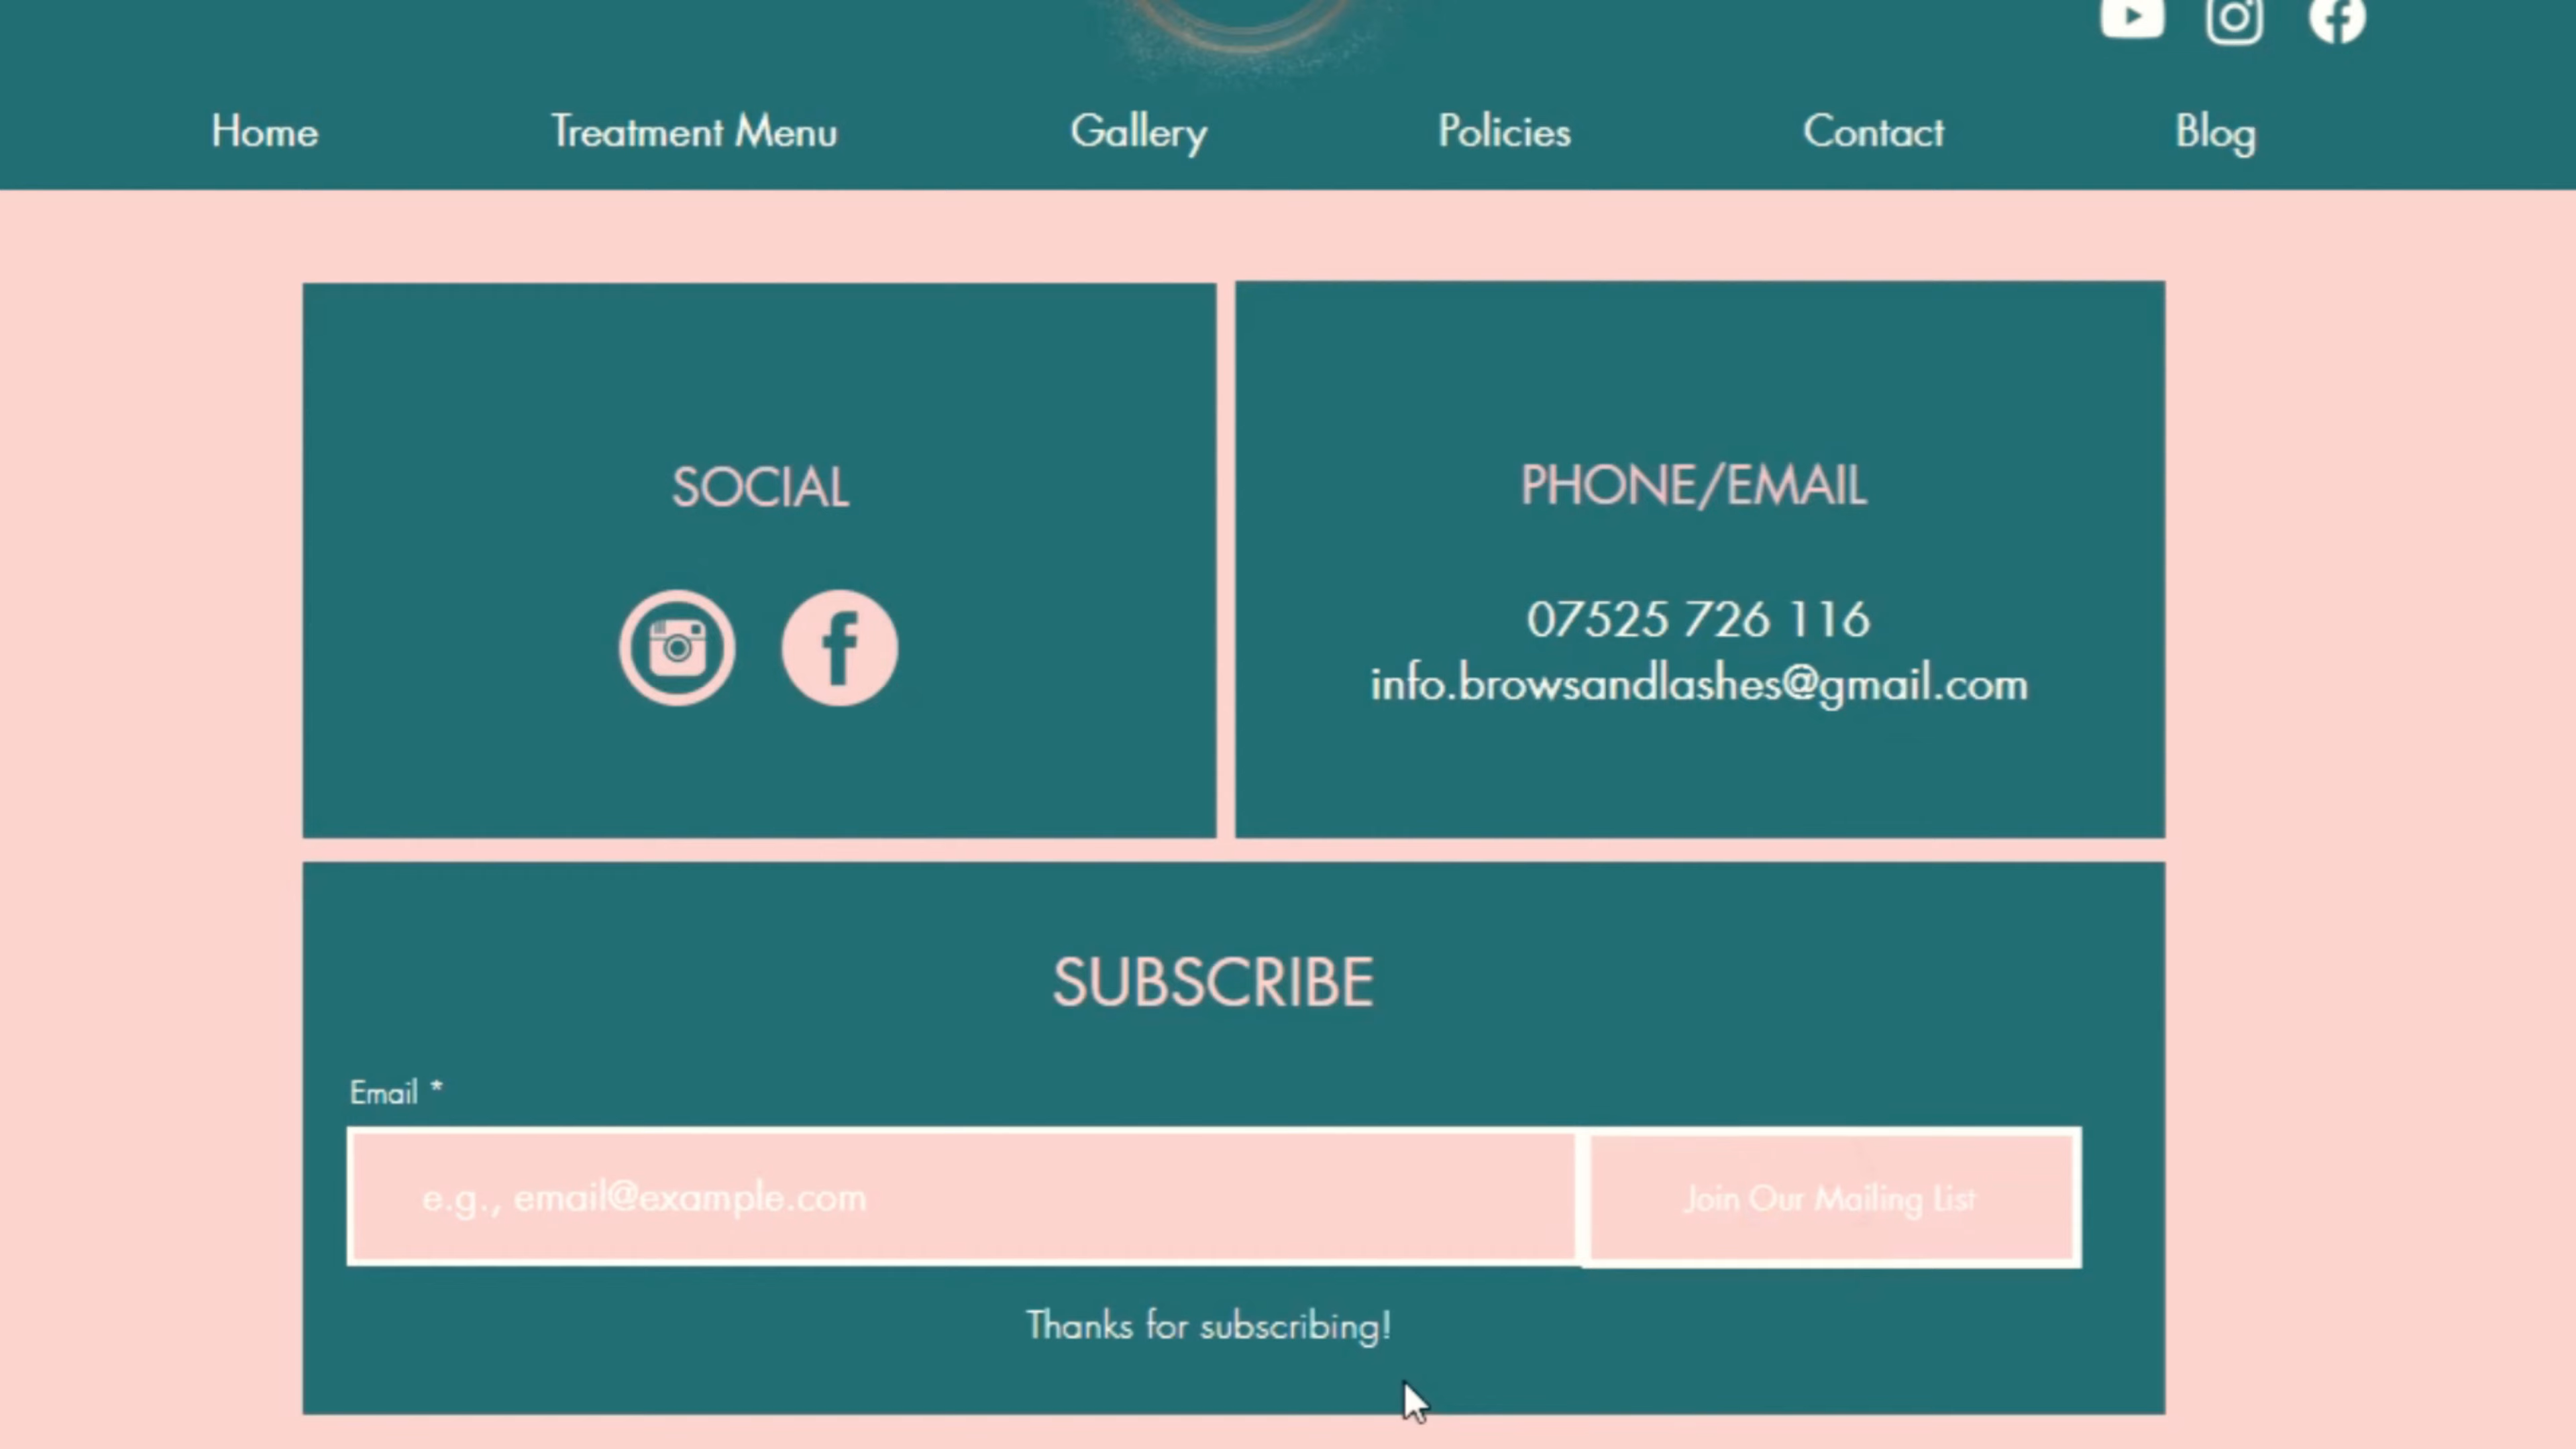 Home Treatment Menu Gallery Policies Contact Blog
SOCIAL
PHONE/EMAIL
07525 726 116
info.browsandlashes@gmail.com
SUBSCRIBE
Email *
e.g., email@example.com
Join Our Mailing List
Thanks for subscribing!